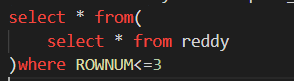 select * from(
    select * from reddy
)where ROWNUM<=3